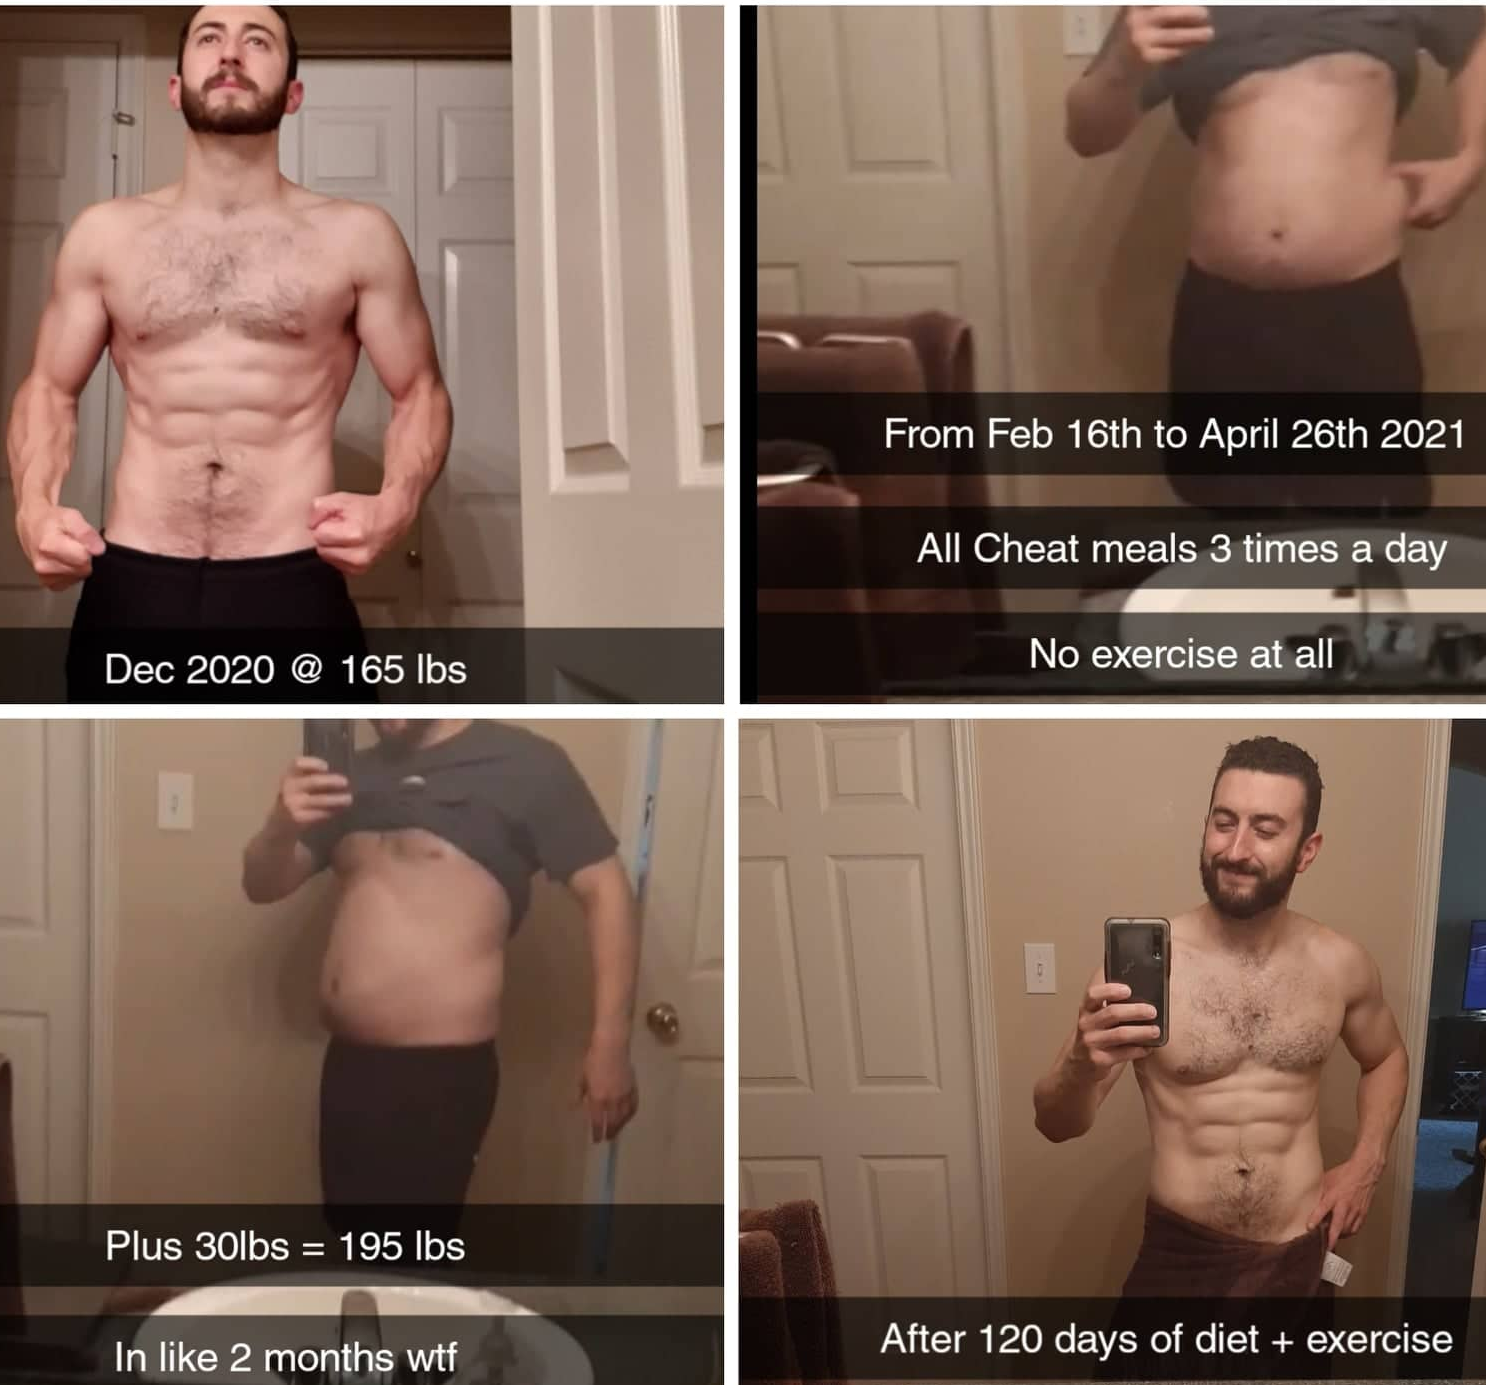 Dec 2020 @ 165 lbs
From Feb 16th to April 26th 2021
All Cheat meals 3 times a day
No exercise at all
Plus 30lbs = 195 lbs
In like 2 months wtf
After 120 days of diet + exercise